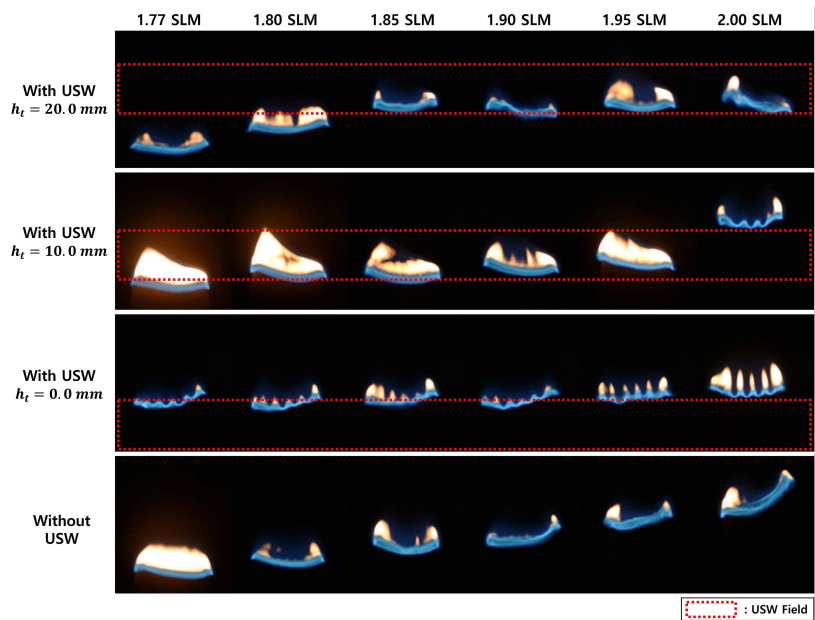 1.77 SLM 1.80 SLM 1.85 SLM 1.90 SLM 1.95 SLM 2.00 SLM
With USW
h_t = 20.0 mm
With USW
h_t = 10.0 mm
With USW
h_t = 0.0 mm
Without
USW
: USW Field